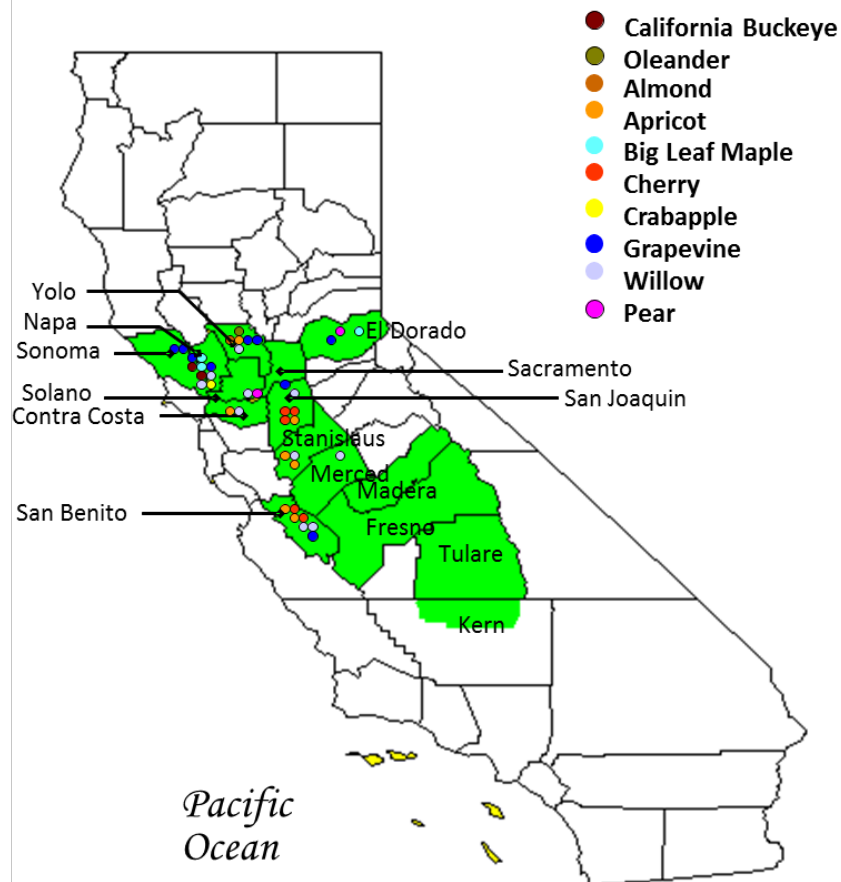 California Buckeye
Oleander
Almond
Apricot
Big Leaf Maple
Cherry
Crabapple
Grapevine
Willow
Pear
Yolo
Napa
Sonoma
El Dorado
Sacramento
Solano
San Joaquin
Contra Costa
Stanislaus
Merced
Madera
San Benito
Fresno
Tulare
Kern
Pacific
Ocean